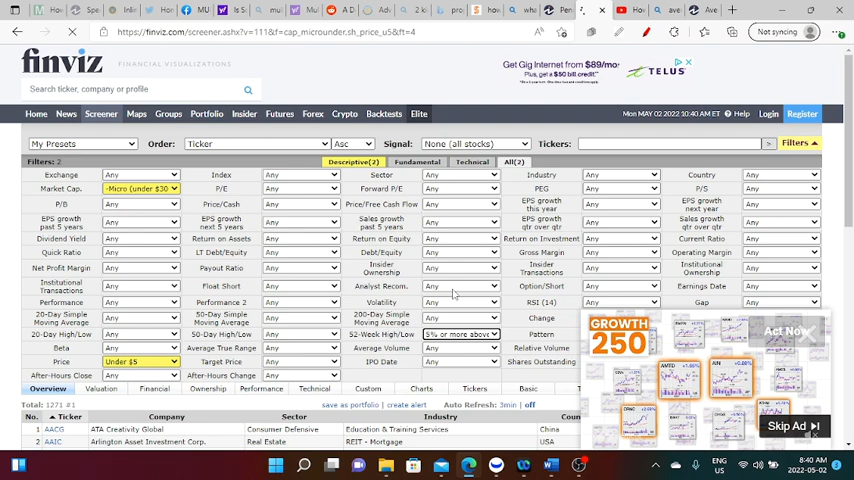 https://finviz.com/screener.ashx?v=111&f=cap_microunder.sh_price_u5&ft=4
Not syncing
finviz FINANCIAL VISUALIZATIONS
Get Gig Internet from $89/mo
Plus, get a $50 bill credit.
TELUS
Search ticker, company or profile
Home News Screener Maps Groups Portfolio Insider Futures Forex Crypto Backtests Elite Mon MAY 02 2022 10:40 AM ET Help Login Register
My Presets Order: Ticker Asc Signal: None (all stocks) Tickers: > Filters
Filters: 2 Descriptive(2) Fundamental Technical All(2)
Exchange Any Index Any Sector Any Industry Any Country Any
Market Cap. -Micro (under $30 P/E Any Forward P/E Any PEG Any P/S Any
P/B Any Price/Cash Any Price/Free Cash Flow Any EPS growth this year Any EPS growth next year Any
EPS growth past 5 years Any EPS growth next 5 years Any Sales growth past 5 years Any EPS growth qtr over qtr Any Sales growth qtr over qtr Any
Dividend Yield Any Return on Assets Any Return on Equity Any Return on Investment Any Current Ratio Any
Quick Ratio Any LT Debt/Equity Any Debt/Equity Any Gross Margin Any Operating Margin Any
Net Profit Margin Any Payout Ratio Any Insider Ownership Any Insider Transactions Any Institutional Ownership Any
Institutional Transactions Any Float Short Any Analyst Recom. Any Option/Short Any Earnings Date Any
Performance Any Performance 2 Any Volatility Any RSI (14) Any Gap Any
20-Day Simple Moving Average Any 50-Day Simple Moving Average Any 200-Day Simple Moving Average Any Change
20-Day High/Low Any 50-Day High/Low Any 52-Week High/Low 5% or more above Pattern
Beta Any Average True Range Any Average Volume Any Relative Volume
Price Under $5 Target Price Any IPO Date Any Shares Outstanding
After-Hours Close Any After-Hours Change Any
Overview Valuation Financial Ownership Performance Technical Custom Charts Tickers Basic
Total: 1271 #1 save as portfolio | create alert Auto Refresh: 3min | off
No. Ticker Company Sector Industry
1 AACG ATA Creativity Global Consumer Defensive Education & Training Services China
2 AAIC Arlington Asset Investment Corp. Real Estate REIT - Mortgage USA
GROWTH
250
Act Now
AMTD
Skip Ad
ENG
US
8:40 AM
2022-05-02